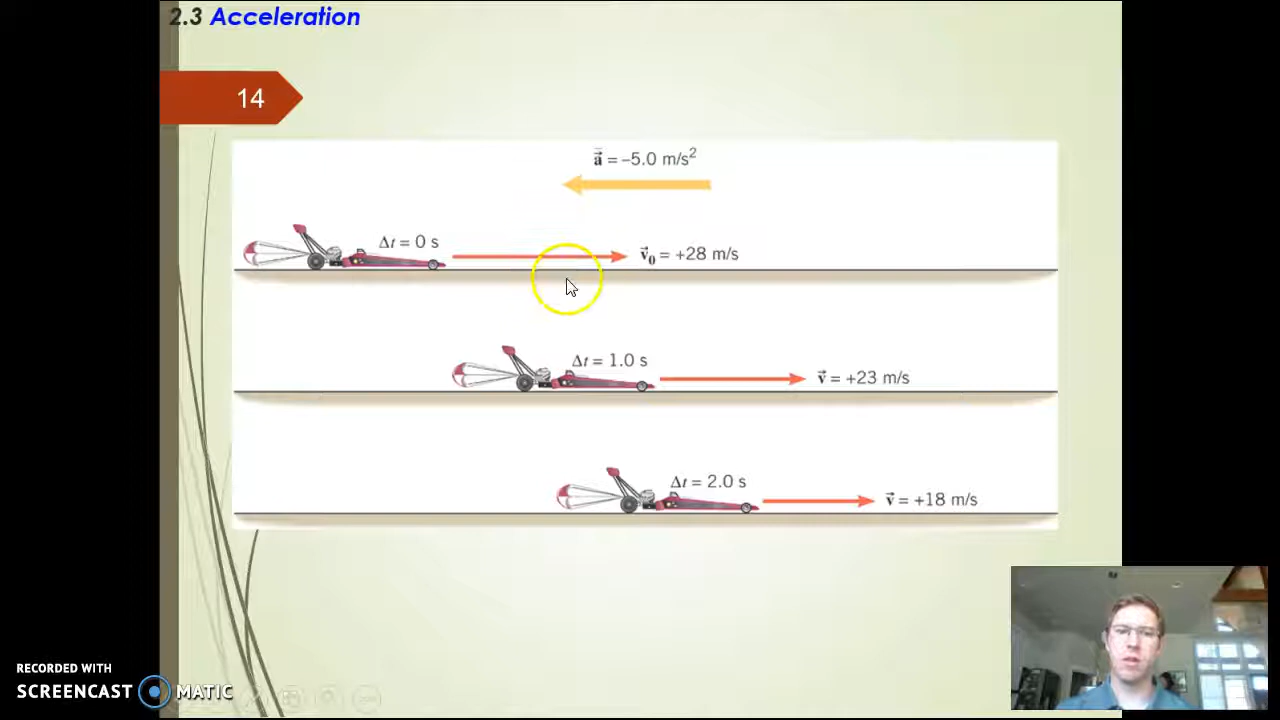 2.3 Acceleration
14
a⃗ = –5.0 m/s²
Δt = 0 s
v⃗₀ = +28 m/s
Δt = 1.0 s
v⃗ = +23 m/s
Δt = 2.0 s
v⃗ = +18 m/s
RECORDED WITH
SCREENCAST MATIC